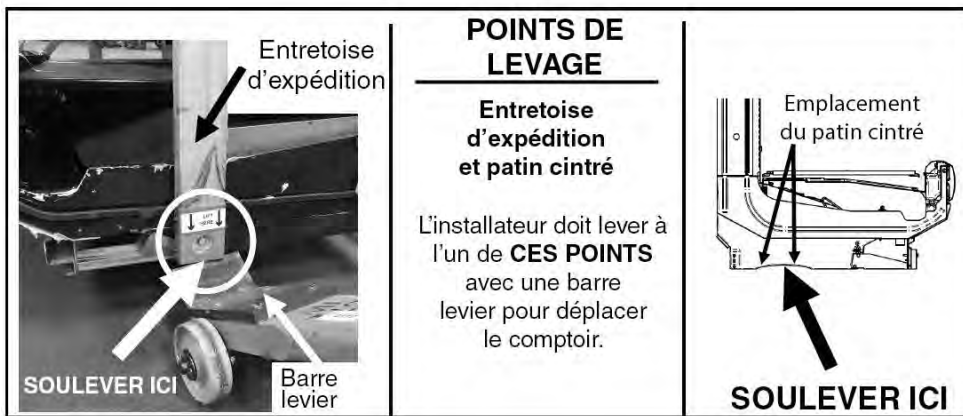 Entretoise
d'expédition
LIFT
HERE
SOULEVER ICI
Barre
levier
POINTS DE
LEVAGE
Entretoise
d'expédition
et patin cintré
L'installateur doit lever à
l'un de CES POINTS
avec une barre
levier pour déplacer
le comptoir.
Emplacement
du patin cintré
SOULEVER ICI